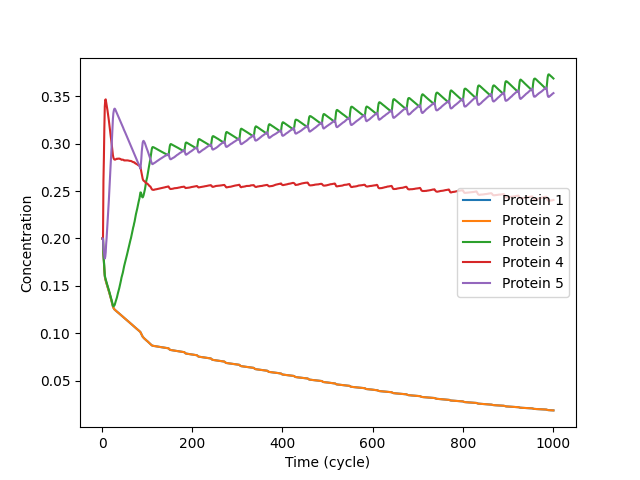 0.35
0.30
0.25
0.20
0.15
0.10
0.05
Concentration
Protein 1
Protein 2
Protein 3
Protein 4
Protein 5
0 200 400 600 800 1000
Time (cycle)